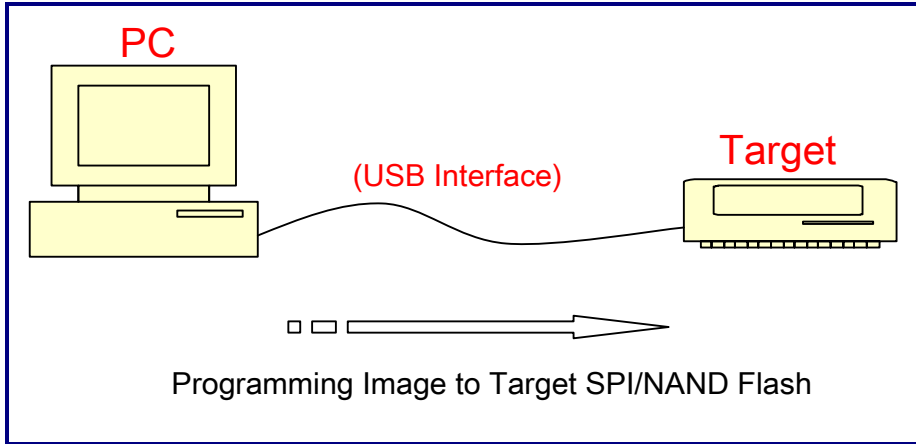 PC
Target
(USB Interface)
Programming Image to Target SPI/NAND Flash